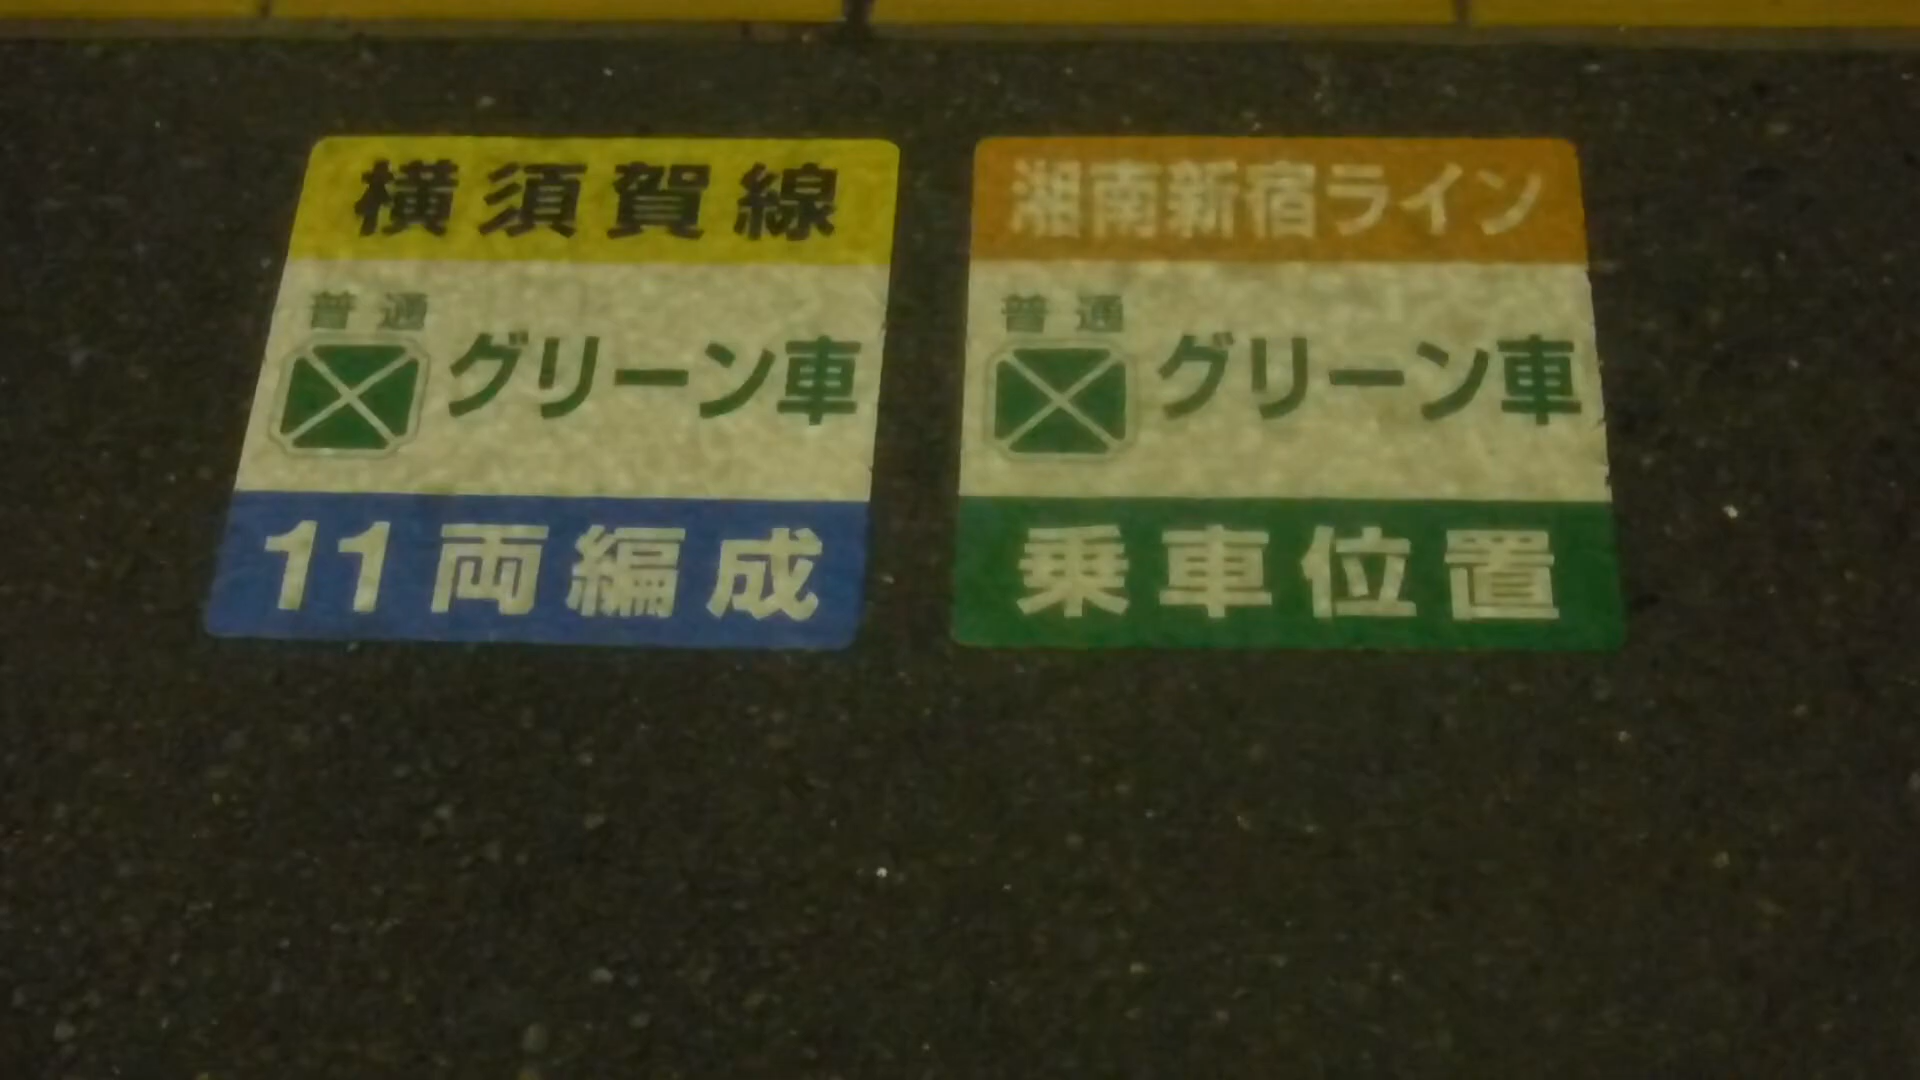 横須賀線
普通
グリーン車
11両編成
湘南新宿ライン
普通
グリーン車
乗車位置